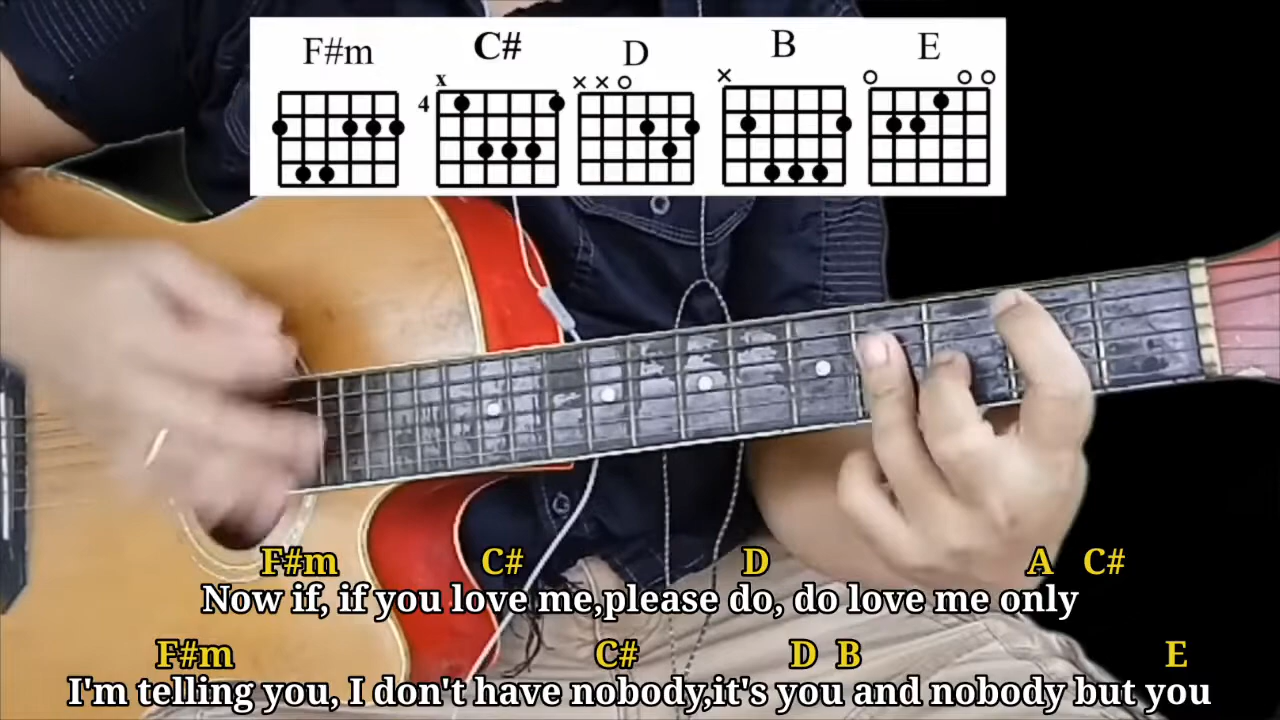 F#m C# D B E
x
4
F#m C# D A C#
Now if, if you love me,please do, do love me only
F#m C# D B E
I'm telling you, I don't have nobody,it's you and nobody but you